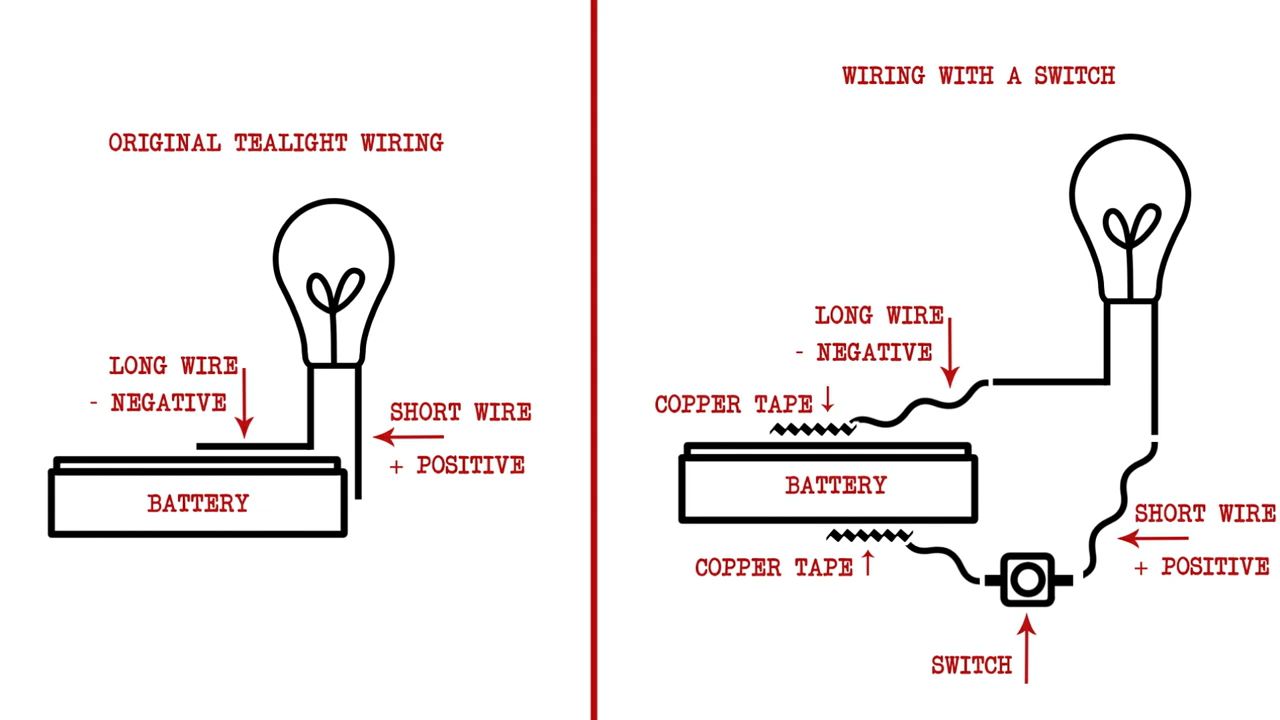 ORIGINAL TEALIGHT WIRING
LONG WIRE
- NEGATIVE
SHORT WIRE
+ POSITIVE
BATTERY
WIRING WITH A SWITCH
LONG WIRE
- NEGATIVE
COPPER TAPE
BATTERY
COPPER TAPE
SHORT WIRE
+ POSITIVE
SWITCH